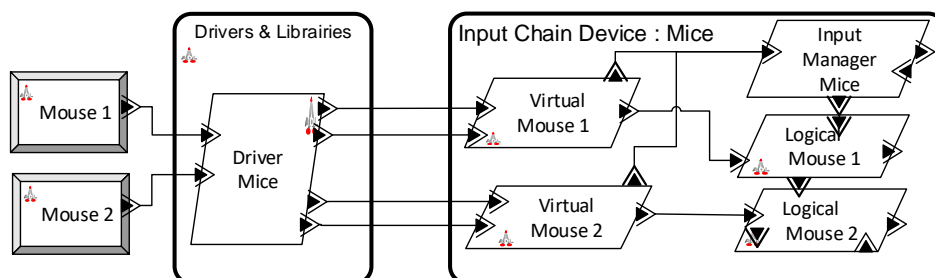 Drivers & Librairies
Input Chain Device : Mice
Mouse 1
Mouse 2
Driver
Mice
Virtual
Mouse 1
Virtual
Mouse 2
Input
Manager
Mice
Logical
Mouse 1
Logical
Mouse 2